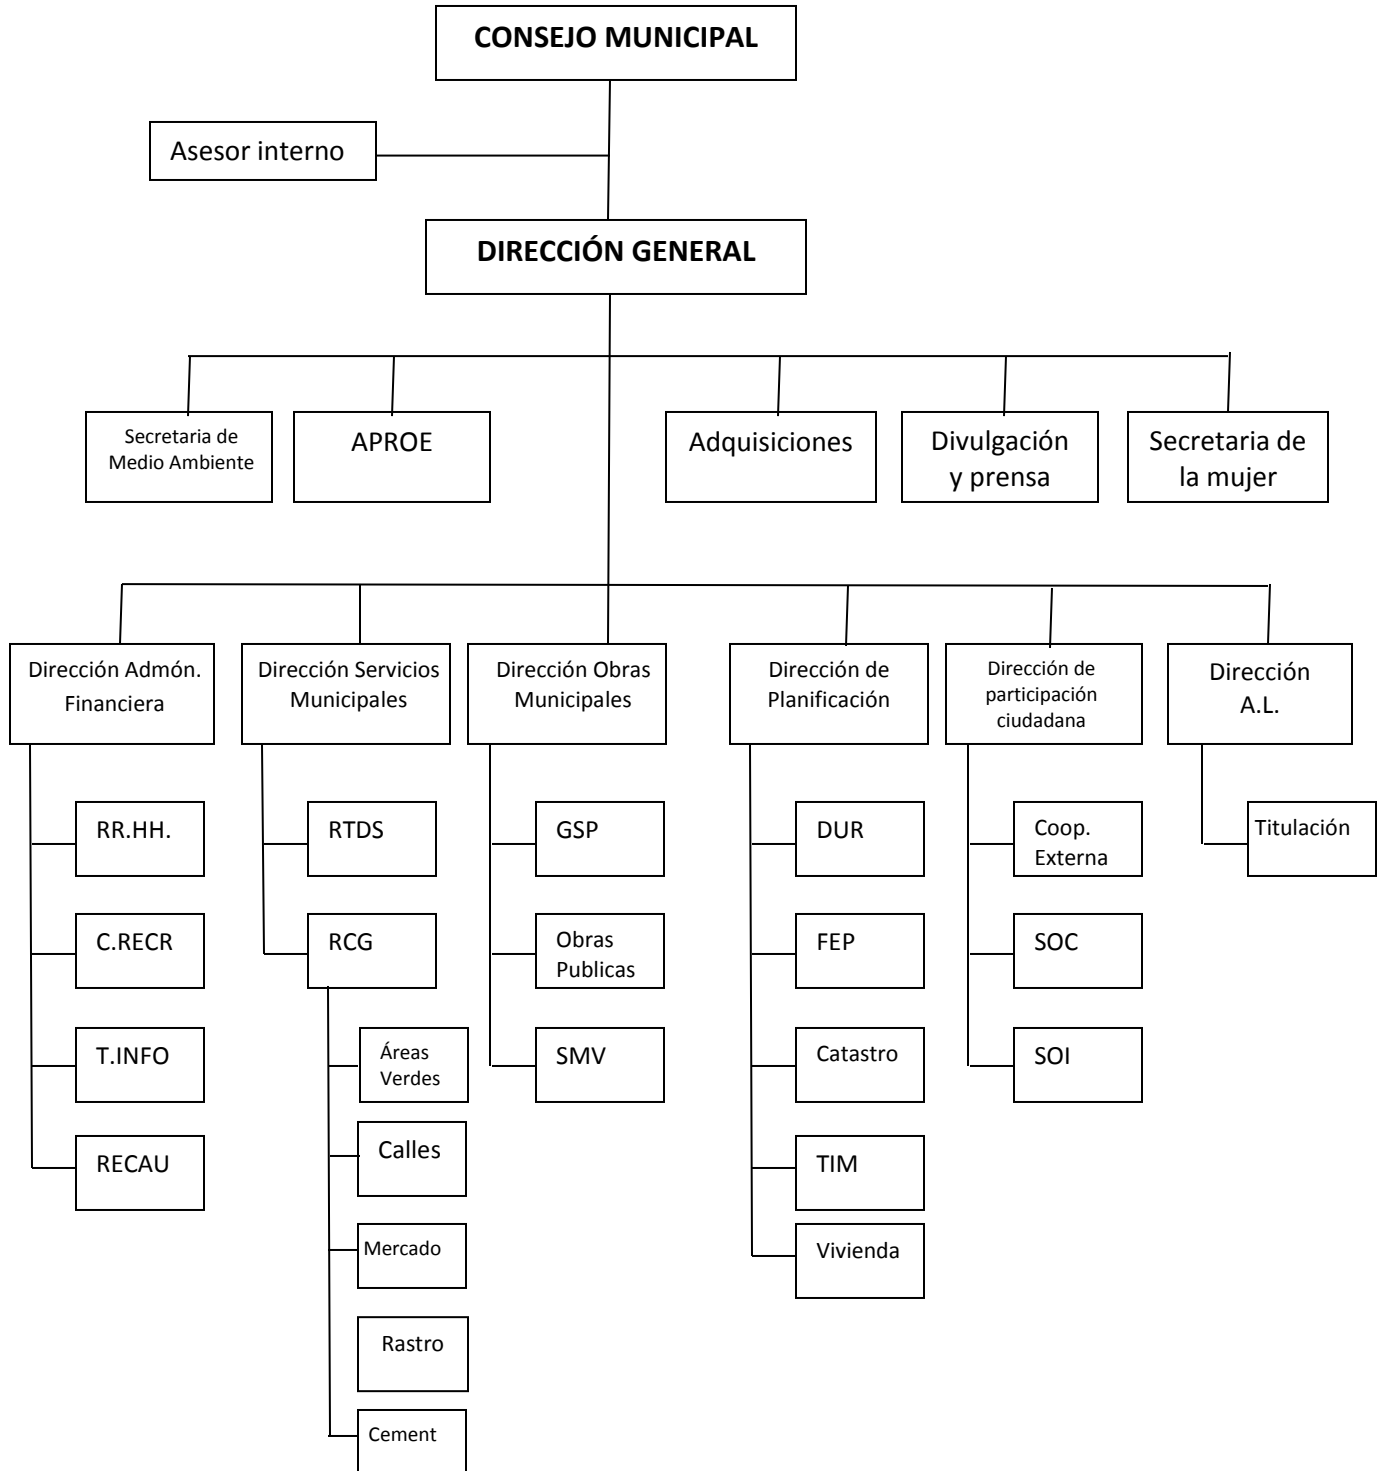 CONSEJO MUNICIPAL
Asesor interno
DIRECCIÓN GENERAL
Secretaria de
Medio Ambiente
APROE
Adquisiciones
Divulgación
y prensa
Secretaria de
la mujer
Dirección Admón.
Financiera
Dirección Servicios
Municipales
Dirección Obras
Municipales
Dirección de
Planificación
Dirección de
participación
ciudadana
Dirección
A.L.
RR.HH.
C.RECR
T.INFO
RECAU
RTDS
RCG
Áreas
Verdes
Calles
Mercado
Rastro
Cement
GSP
Obras
Publicas
SMV
DUR
FEP
Catastro
TIM
Vivienda
Coop.
Externa
SOC
SOI
Titulación